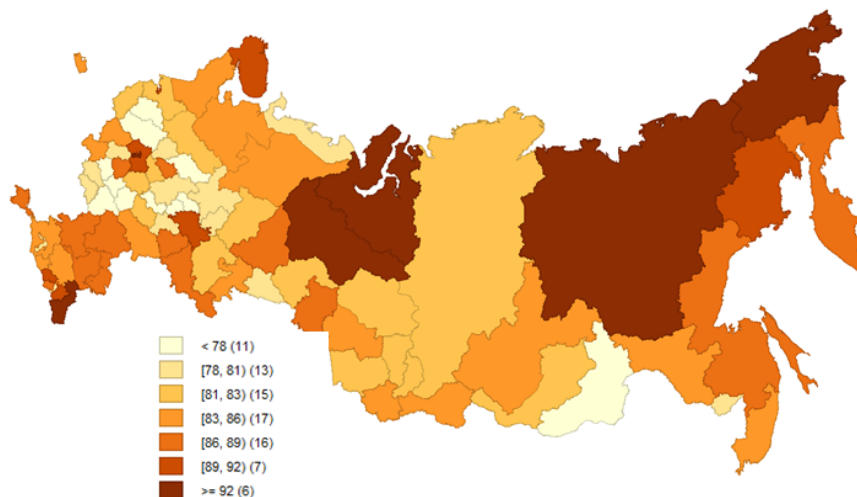 < 78 (11)
[78, 81) (13)
[81, 83) (15)
[83, 86) (17)
[86, 89) (16)
[89, 92) (7)
>= 92 (6)